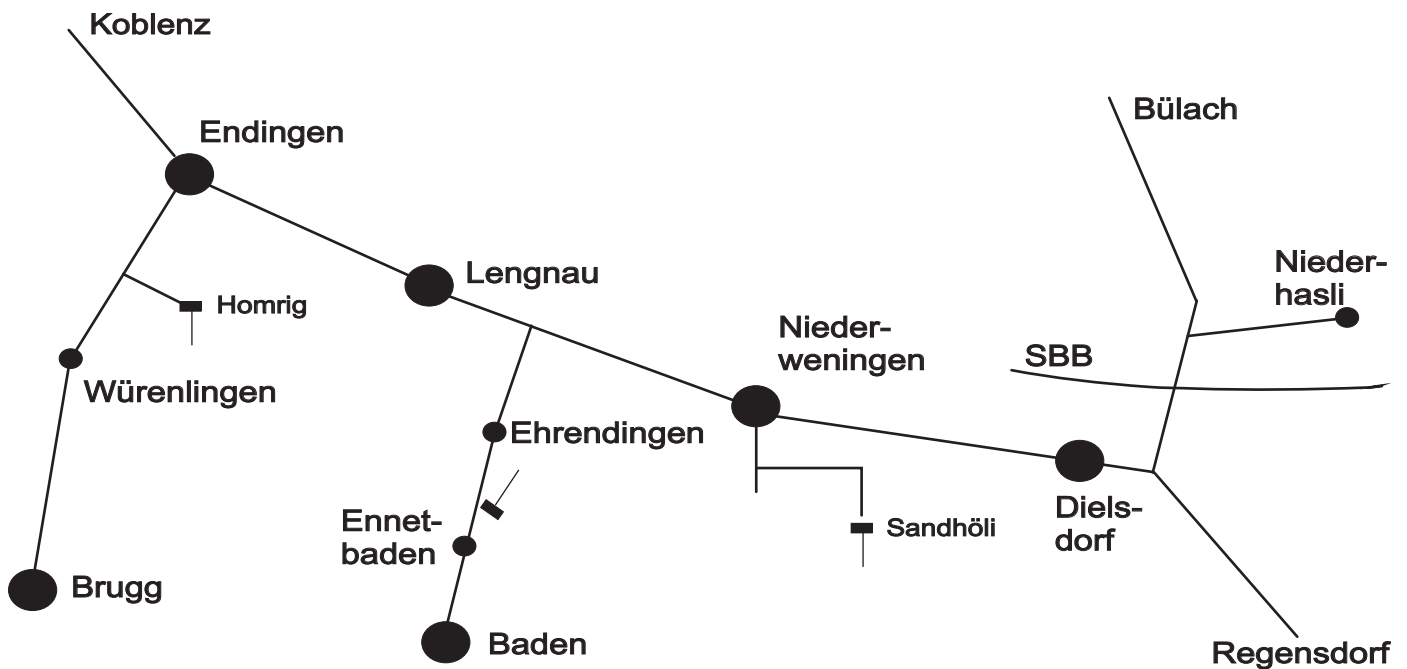 Koblenz
Endingen
Bülach
Lengnau
Nieder-
hasli
Homrig
Nieder-
weningen
SBB
Würenlingen
Ehrendingen
Ennet-
baden
Sandhöli
Diels-
dorf
Brugg
Baden
Regensdorf